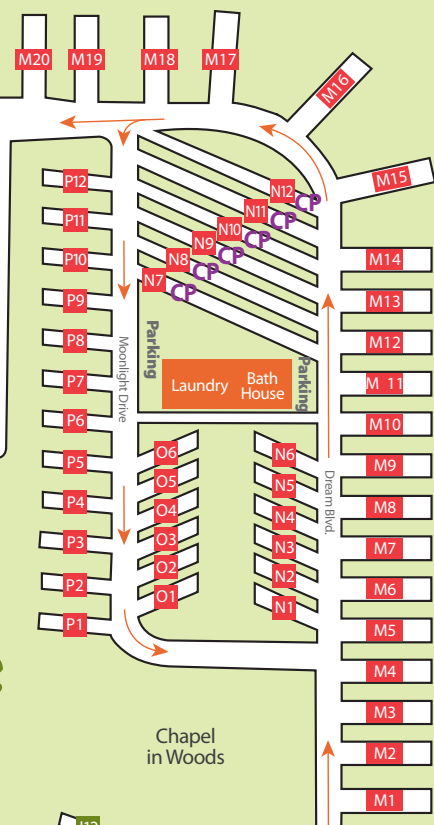 M20
M19
M18
M17
M16
M15
P12
N12
CP
N11
CP
P11
N10
CP
N9
CP
P10
N8
CP
N7
CP
M14
P9
M13
P8
Moonlight Drive
Parking
M12
P7
Laundry
Bath
House
Parking
M 11
P6
M10
P5
O6
N6
M9
O5
N5
Dream Blvd.
P4
O4
N4
M8
P3
O3
N3
M7
P2
O2
N2
M6
P1
O1
N1
M5
M4
M3
Chapel
in Woods
M2
M1